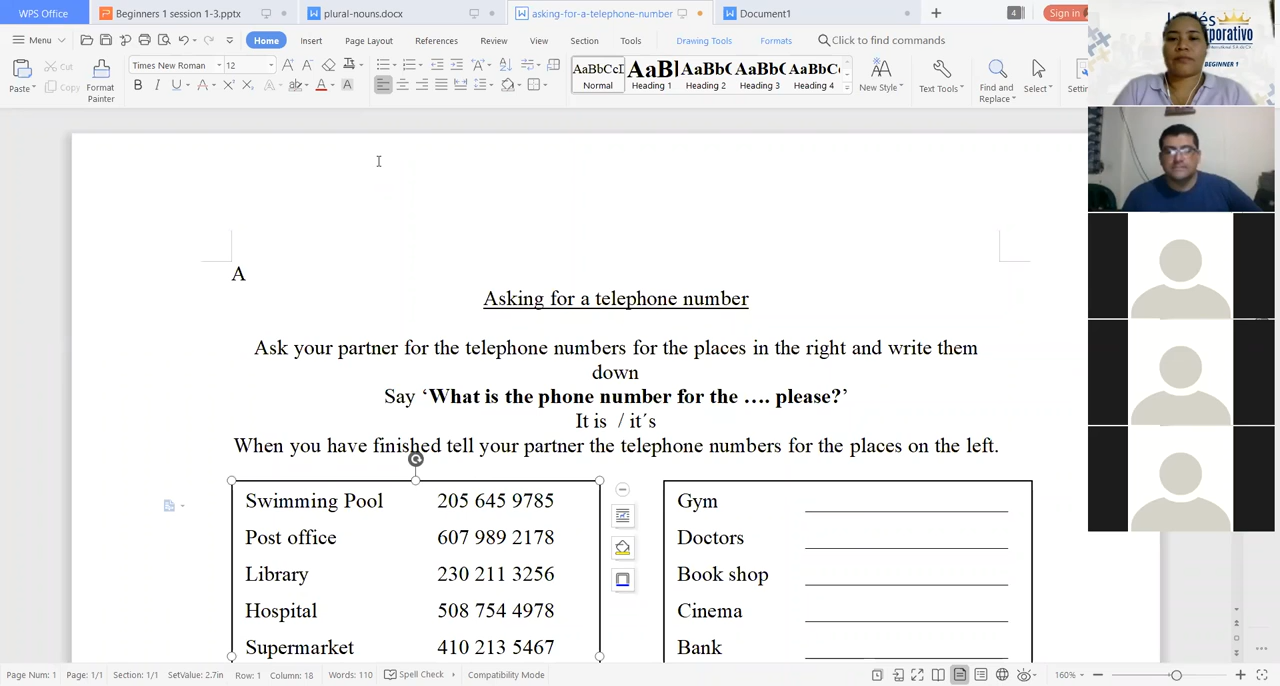 WPS Office
Beginners 1 session 1-3.pptx
plural-nouns.docx
asking-for-a-telephone-number
Document1
4
Sign in
Menu
Home
Insert
Page Layout
References
Review
View
Section
Tools
Drawing Tools
Formats
Click to find commands
Paste
Cut
Copy
Format Painter
Times New Roman
12
B I U A
AaBbCcD AaBb AaBbC AaBbCc AaBbC
Normal Heading 1 Heading 2 Heading 3 Heading 4
New Style
Text Tools
Find and Replace
Select
BEGINNER 1
A
Asking for a telephone number
Ask your partner for the telephone numbers for the places in the right and write them
down
Say ‘What is the phone number for the …. please?’
It is / it´s
When you have finished tell your partner the telephone numbers for the places on the left.
Swimming Pool 205 645 9785
Post office 607 989 2178
Library 230 211 3256
Hospital 508 754 4978
Supermarket 410 213 5467
Gym
Doctors
Book shop
Cinema
Bank
Page Num: 1 Page: 1/1 Section: 1/1 SetValue: 2.7in Row: 1 Column: 18 Words: 110 Spell Check Compatibility Mode 160%